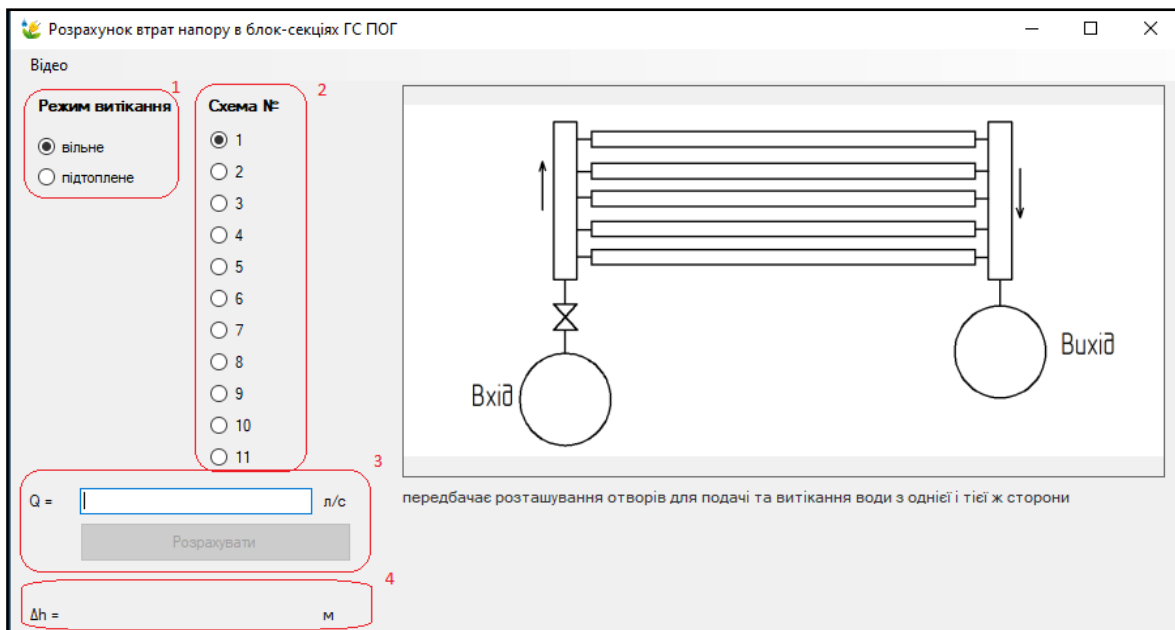 Розрахунок втрат напору в блок-секціях ГС ПОГ
Відео
1
Режим витікання
вільне
підтоплене
2
Схема №
1
2
3
4
5
6
7
8
9
10
11
3
Q = л/с
Розрахувати
4
Δh = м
Вхід
Вихід
передбачає розташування отворів для подачі та витікання води з однієї і тієї ж сторони